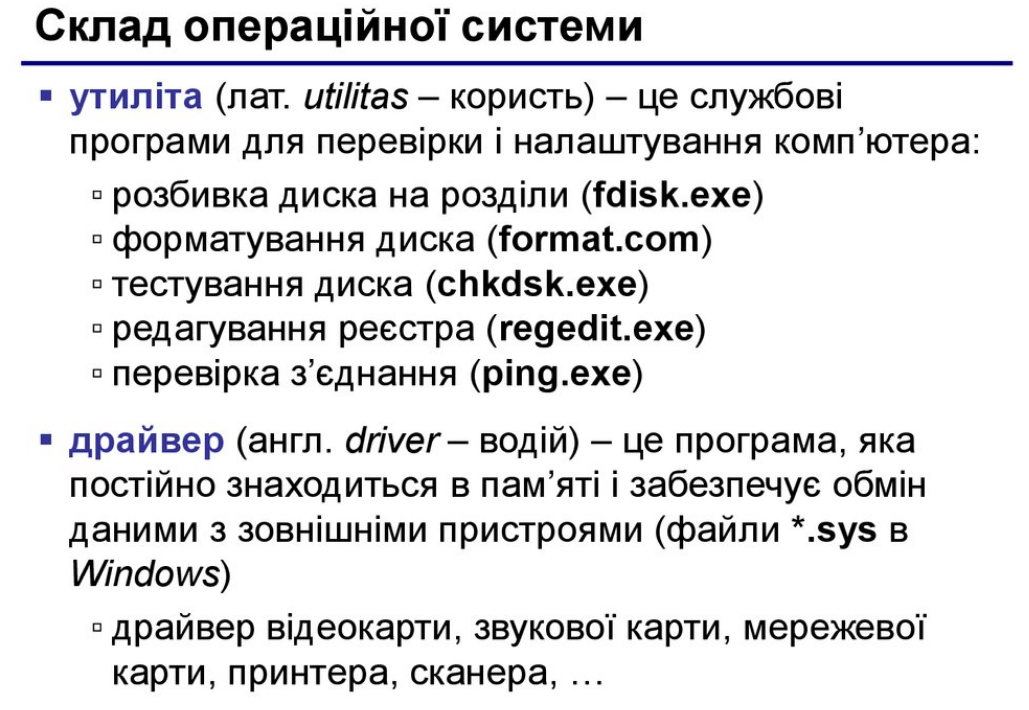 Склад операційної системи
▪ утиліта (лат. utilitas – користь) – це службові
програми для перевірки і налаштування комп’ютера:
▫ розбивка диска на розділи (fdisk.exe)
▫ форматування диска (format.com)
▫ тестування диска (chkdsk.exe)
▫ редагування реєстра (regedit.exe)
▫ перевірка з’єднання (ping.exe)
▪ драйвер (англ. driver – водій) – це програма, яка
постійно знаходиться в пам’яті і забезпечує обмін
даними з зовнішніми пристроями (файли *.sys в
Windows)
▫ драйвер відеокарти, звукової карти, мережевої
карти, принтера, сканера, …